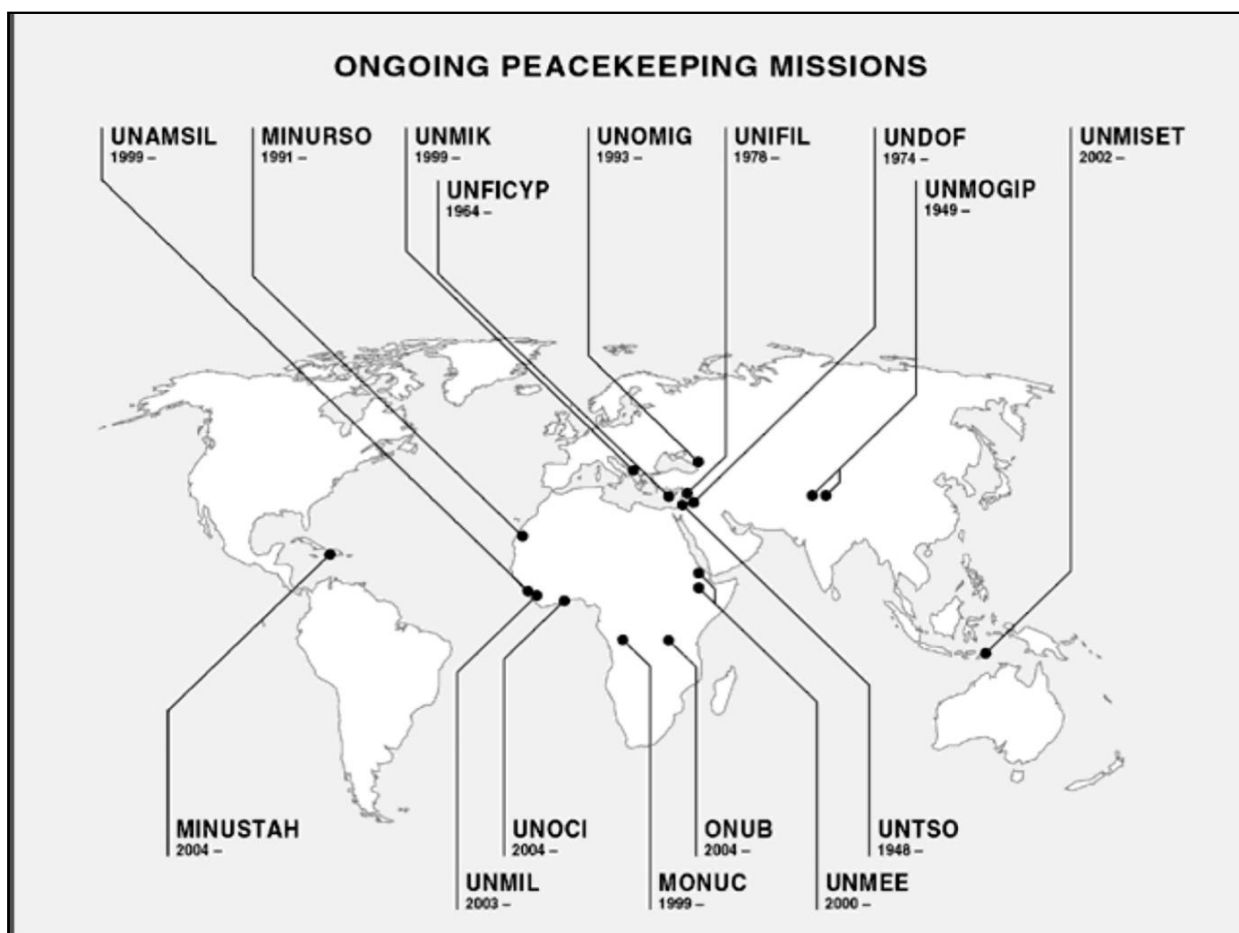 ONGOING PEACEKEEPING MISSIONS
UNAMSIL
1999 –
MINURSO
1991 –
UNMIK
1999 –
UNOMIG
1993 –
UNIFIL
1978 –
UNDOF
1974 –
UNMISET
2002 –
UNFICYP
1964 –
UNMOGIP
1949 –
MINUSTAH
2004 –
UNOCI
2004 –
ONUB
2004 –
UNTSO
1948 –
UNMIL
2003 –
MONUC
1999 –
UNMEE
2000 –